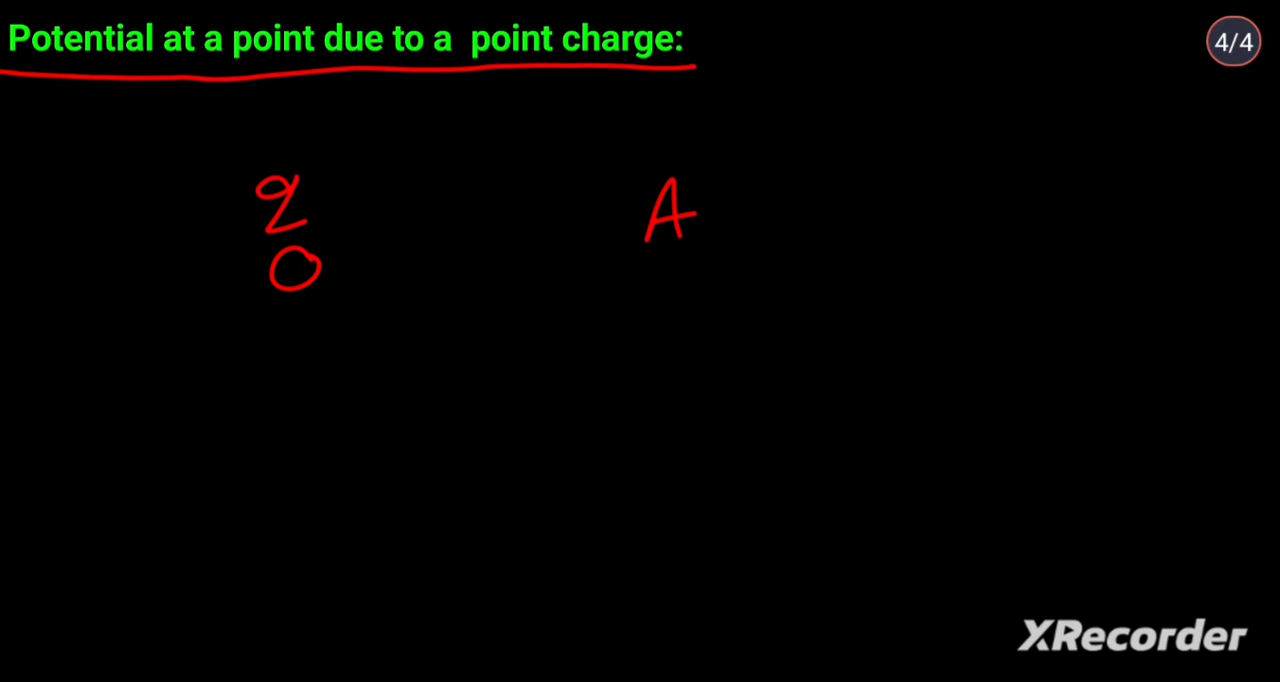 Potential at a point due to a point charge:
4/4
q A
O
XRecorder